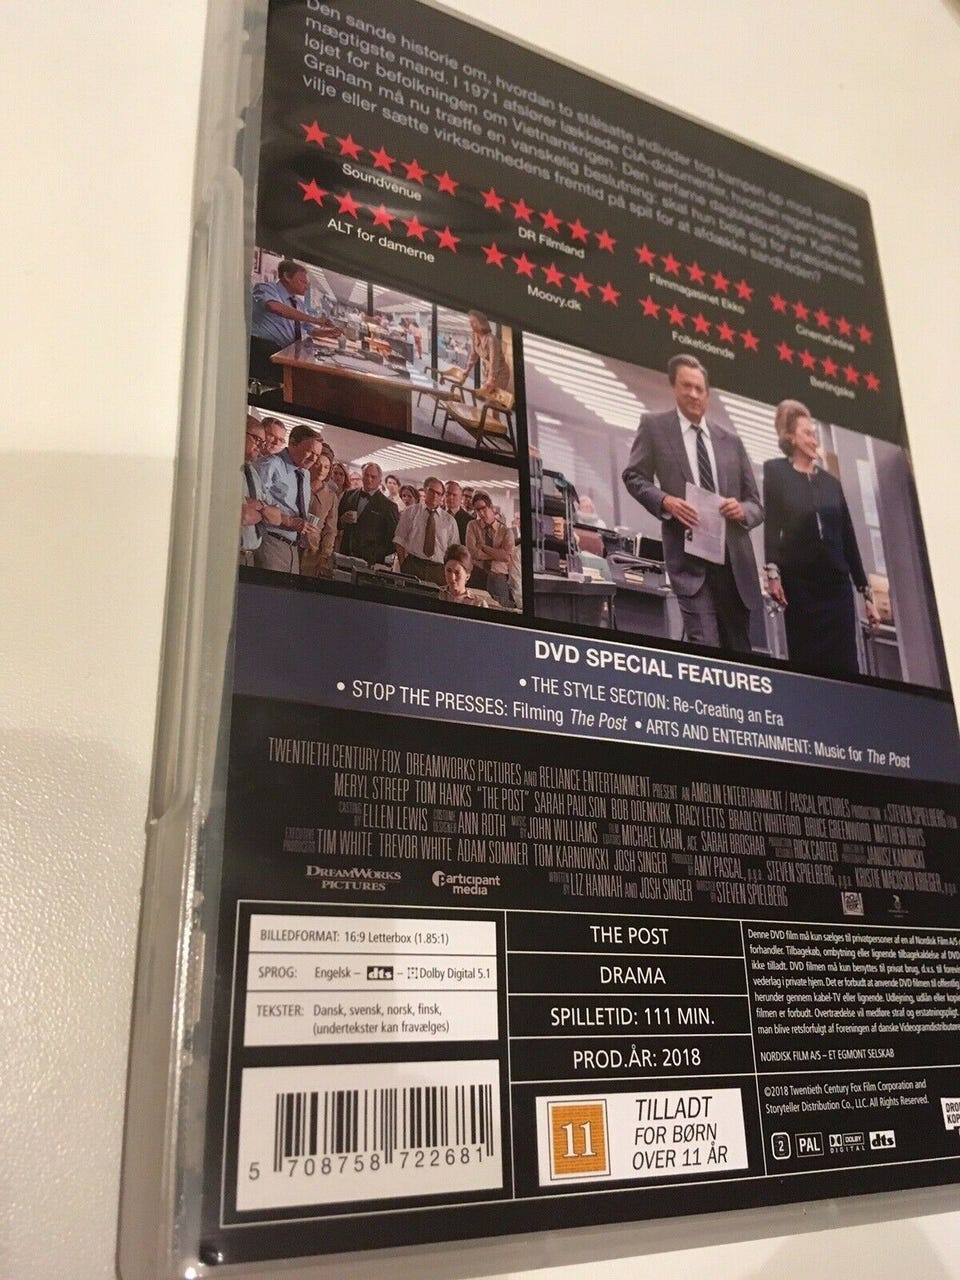 Den sande historie om, hvordan to stålsatte individer tog kampen op mod verdens
mægtigste mand. I 1971 afslører lækkede CIA-dokumenter, hvordan regeringen har
løjet for befolkningen om Vietnamkrigen. Den uerfarne dagbladsudgiver Katharine
Graham må nu træffe en vanskelig beslutning: skal hun bøje sig for præsidentens
vilje eller sætte virksomhedens fremtid på spil for at afdække sandheden?
Soundvenue
DR Filmland
Filmmagasinet Ekko
CinemaOnline
ALT for damerne
Moovy.dk
Folketidende
Berlingske
DVD SPECIAL FEATURES
• THE STYLE SECTION: Re-Creating an Era
• STOP THE PRESSES: Filming The Post • ARTS AND ENTERTAINMENT: Music for The Post
TWENTIETH CENTURY FOX DREAMWORKS PICTURES AND RELIANCE ENTERTAINMENT PRESENT AN AMBLIN ENTERTAINMENT / PASCAL PICTURES PRODUCTION A STEVEN SPIELBERG
MERYL STREEP TOM HANKS "THE POST" SARAH PAULSON BOB ODENKIRK TRACY LETTS BRADLEY WHITFORD BRUCE GREENWOOD MATTHEW RHYS
CASTING BY ELLEN LEWIS COSTUME DESIGNER ANN ROTH MUSIC BY JOHN WILLIAMS FILM EDITORS MICHAEL KAHN, ACE SARAH BROSHAR RICK CARTER JANUSZ KAMINSKI
EXECUTIVE PRODUCERS TIM WHITE TREVOR WHITE ADAM SOMNER TOM KARNOWSKI JOSH SINGER PRODUCED BY AMY PASCAL, p.g.a. STEVEN SPIELBERG, p.g.a. KRISTIE MACOSKO KRIEGER, p.g.a.
WRITTEN BY LIZ HANNAH AND JOSH SINGER DIRECTED BY STEVEN SPIELBERG
DREAMWORKS
PICTURES
Participant
media
BILLEDFORMAT: 16:9 Letterbox (1.85:1)
SPROG: Engelsk – dts – Dolby Digital 5.1
TEKSTER: Dansk, svensk, norsk, finsk,
(undertekster kan fravælges)
5 708758 722681
THE POST
DRAMA
SPILLETID: 111 MIN.
PROD.ÅR: 2018
11
TILLADT
FOR BØRN
OVER 11 ÅR
Denne DVD film må kun sælges til privatpersoner af en af Nordisk Film A/S
forhandler. Tilbagekøb, ombytning eller lignende tilbagekaldelse af DVD
ikke tilladt. DVD filmen må kun benyttes til privat brug, d.v.s. til
vederlag i private hjem. Det er forbudt at anvende DVD filmen til offentlig
herunder gennem kabel-TV eller lignende. Udlejning, udlån eller
filmen er forbudt. Overtrædelse vil medføre straf og erstatningspligt.
man blive retsforfulgt af Foreningen af danske Videogramdistributører
NORDISK FILM A/S – ET EGMONT SELSKAB
©2018 Twentieth Century Fox Film Corporation and
Storyteller Distribution Co., LLC. All Rights Reserved.
2 PAL DOLBY DIGITAL dts